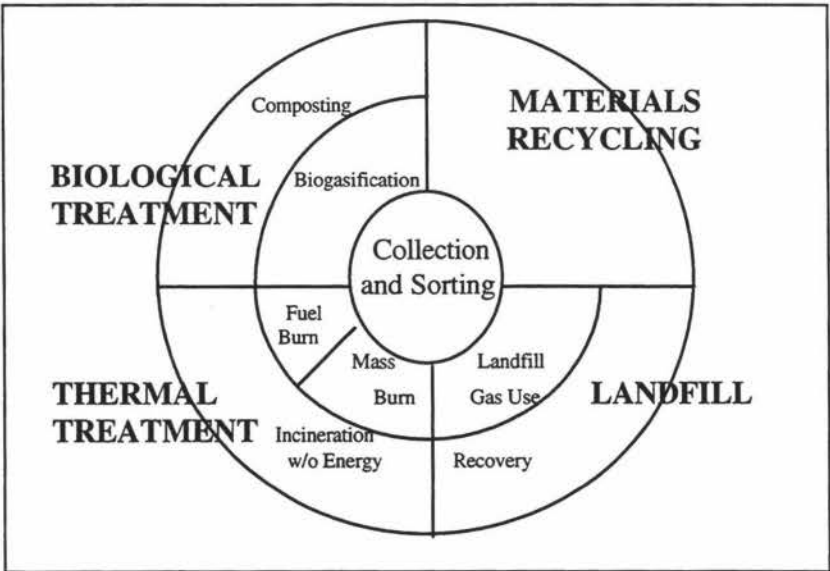 Composting
MATERIALS
RECYCLING
BIOLOGICAL
TREATMENT
Biogasification
Collection
and Sorting
Fuel
Burn
Mass
Burn
Landfill
Gas Use
THERMAL
TREATMENT
LANDFILL
Incineration
w/o Energy
Recovery